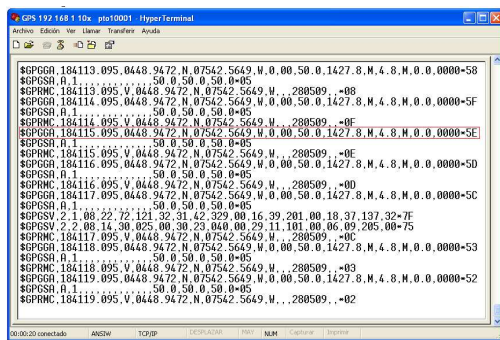 GPS 192 168 1 10x pto10001 - HyperTerminal
Archivo Edición Ver Llamar Transferir Ayuda
$GPGGA,184113.095,0448.9472,N,07542.5649,W,0,00,50.0,1427.8,M,4.8,M,0.0,0000*58
$GPGSA,A,1,,,,,,,,,,,,,50.0,50.0,50.0*05
$GPRMC,184113.095,V,0448.9472,N,07542.5649,W,,,280509,,*08
$GPGGA,184114.095,0448.9472,N,07542.5649,W,0,00,50.0,1427.8,M,4.8,M,0.0,0000*5F
$GPGSA,A,1,,,,,,,,,,,,,50.0,50.0,50.0*05
$GPRMC,184114.095,V,0448.9472,N,07542.5649,W,,,280509,,*0F
$GPGGA,184115.095,0448.9472,N,07542.5649,W,0,00,50.0,1427.8,M,4.8,M,0.0,0000*5E
$GPGSA,A,1,,,,,,,,,,,,,50.0,50.0,50.0*05
$GPRMC,184115.095,V,0448.9472,N,07542.5649,W,,,280509,,*0E
$GPGGA,184116.095,0448.9472,N,07542.5649,W,0,00,50.0,1427.8,M,4.8,M,0.0,0000*5D
$GPGSA,A,1,,,,,,,,,,,,,50.0,50.0,50.0*05
$GPRMC,184116.095,V,0448.9472,N,07542.5649,W,,,280509,,*0D
$GPGGA,184117.095,0448.9472,N,07542.5649,W,0,00,50.0,1427.8,M,4.8,M,0.0,0000*5C
$GPGSA,A,1,,,,,,,,,,,,,50.0,50.0,50.0*05
$GPGSV,2,1,08,22,72,121,32,31,42,329,00,16,39,201,00,18,37,137,32*7F
$GPGSV,2,2,08,14,30,025,00,30,23,040,00,29,11,101,00,06,09,205,00*75
$GPRMC,184117.095,V,0448.9472,N,07542.5649,W,,,280509,,*0C
$GPGGA,184118.095,0448.9472,N,07542.5649,W,0,00,50.0,1427.8,M,4.8,M,0.0,0000*53
$GPGSA,A,1,,,,,,,,,,,,,50.0,50.0,50.0*05
$GPRMC,184118.095,V,0448.9472,N,07542.5649,W,,,280509,,*03
$GPGGA,184119.095,0448.9472,N,07542.5649,W,0,00,50.0,1427.8,M,4.8,M,0.0,0000*52
$GPGSA,A,1,,,,,,,,,,,,,50.0,50.0,50.0*05
$GPRMC,184119.095,V,0448.9472,N,07542.5649,W,,,280509,,*02
00:00:20 conectado ANSIW TCP/IP DESPLAZAR MAY NUM Capturar Imprimir